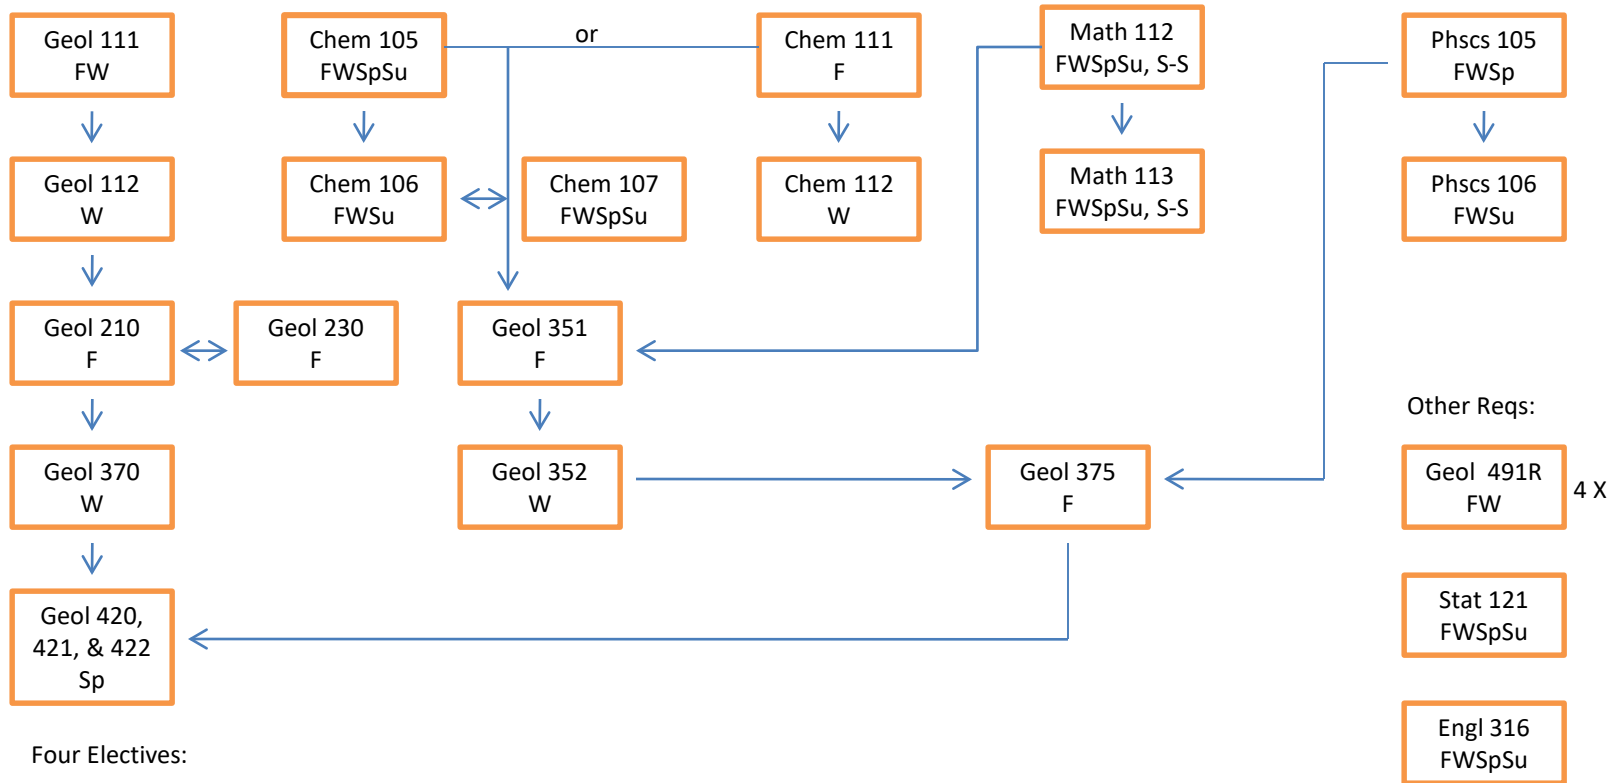 Geol 111
FW
Chem 105
FWSpSu
or
Chem 111
F
Math 112
FWSpSu, S-S
Phscs 105
FWSp
Geol 112
W
Chem 106
FWSu
Chem 107
FWSpSu
Chem 112
W
Math 113
FWSpSu, S-S
Phscs 106
FWSu
Geol 210
F
Geol 230
F
Geol 351
F
Other Reqs:
Geol 370
W
Geol 352
W
Geol 375
F
Geol 491R
FW
4 X
Geol 420,
421, & 422
Sp
Stat 121
FWSpSu
Four Electives:
Engl 316
FWSpSu